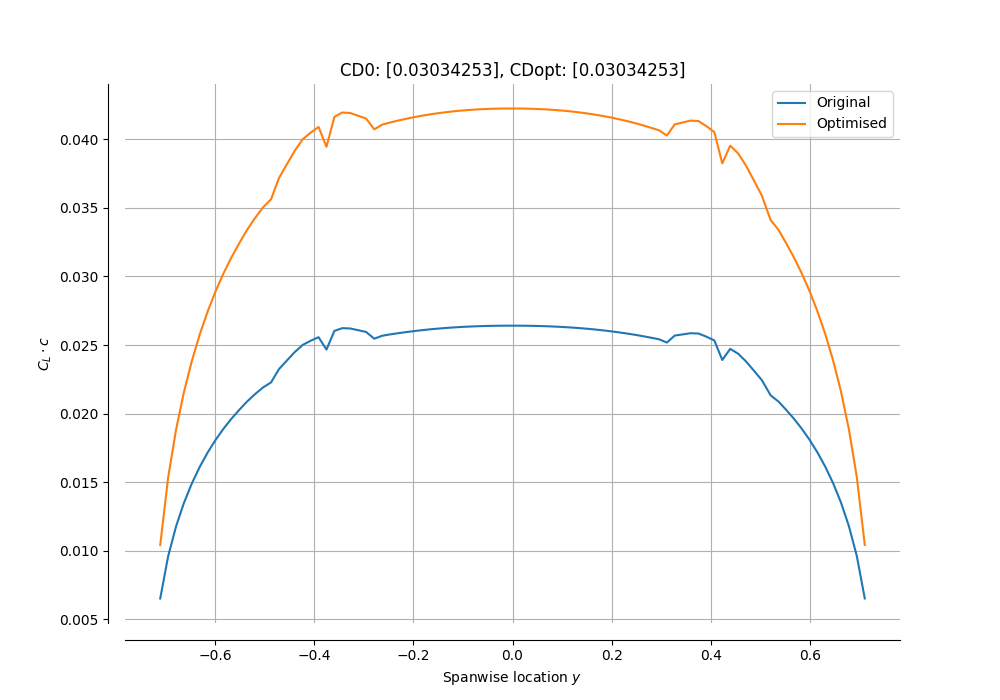 CD0: [0.03034253], CDopt: [0.03034253]
Original
Optimised
0.040
0.035
0.030
0.025
0.020
0.015
0.010
0.005
C_L · c
−0.6 −0.4 −0.2 0.0 0.2 0.4 0.6
Spanwise location y